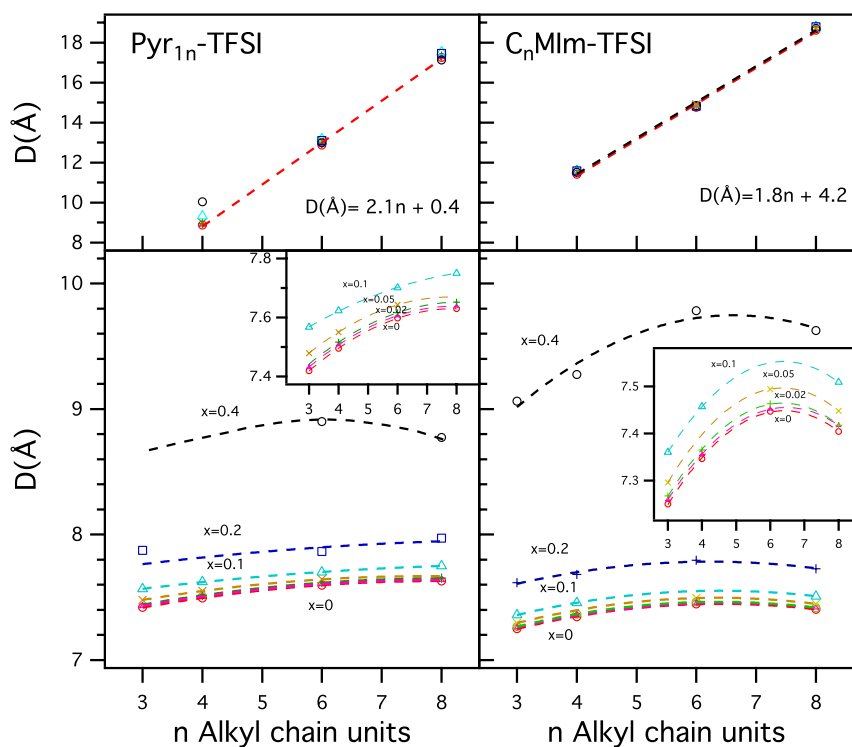 Pyr1n-TFSI
CnMIm-TFSI
D(Å)
18
16
14
12
10
8
D(Å)= 2.1n + 0.4
D(Å)=1.8n + 4.2
D(Å)
10
9
8
7
7.8
7.6
7.4
x=0.1
x=0.05
x=0.02
x=0
3 4 5 6 7 8
x=0.4
x=0.2
x=0.1
x=0
x=0.4
7.5
7.4
7.3
x=0.1
x=0.05
x=0.02
x=0
3 4 5 6 7 8
x=0.2
x=0.1
x=0
3 4 5 6 7 8
3 4 5 6 7 8
n Alkyl chain units
n Alkyl chain units